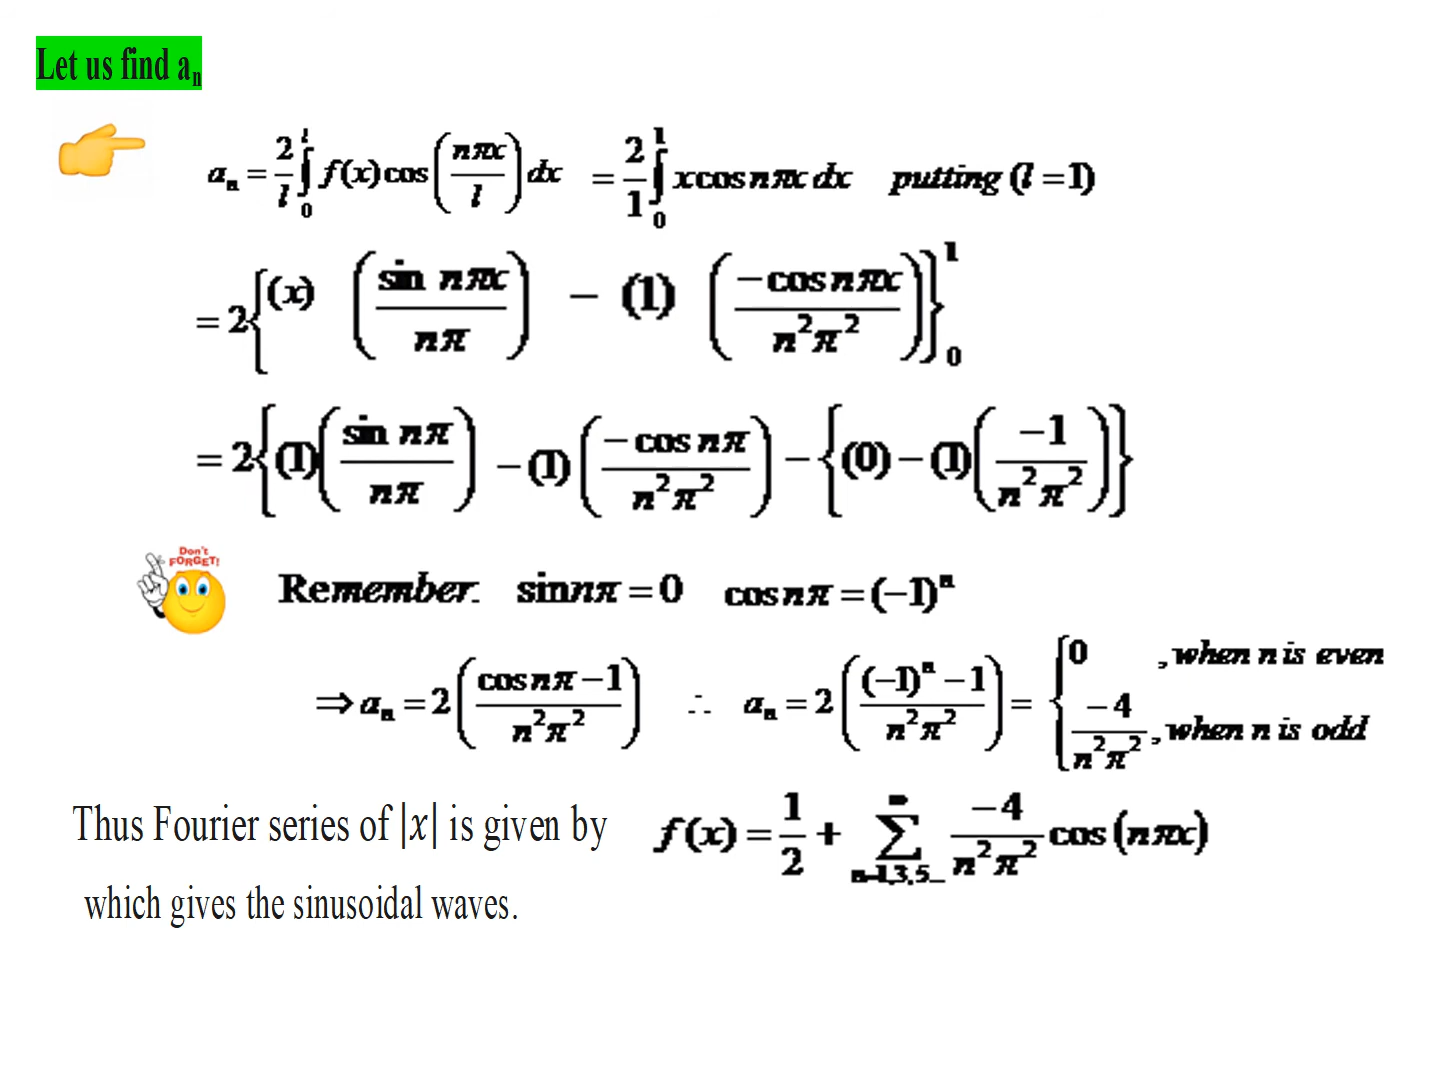 Let us find aₙ
aₙ = 2/l ∫₀ˡ f(x)cos(nπx/l) dx = 2/1 ∫₀¹ xcos nπx dx putting (l = 1)
= 2{(x) (sin nπx / nπ) − (1) (−cos nπx / n²π²)}₀¹
= 2{(1)(sin nπ / nπ) − (1)(−cos nπ / n²π²) − {(0) − (1)(−1 / n²π²)}}
Don't
FORGET!
Remember. sin nπ = 0 cos nπ = (−1)ⁿ
⇒ aₙ = 2((cos nπ − 1) / n²π²) ∴ aₙ = 2(((−1)ⁿ − 1) / n²π²) = { 0 , when n is even
−4 / n²π² , when n is odd
Thus Fourier series of |x| is given by f(x) = 1/2 + ∑ n=1,3,5.. ∞ −4 / n²π² cos(nπx)
which gives the sinusoidal waves.